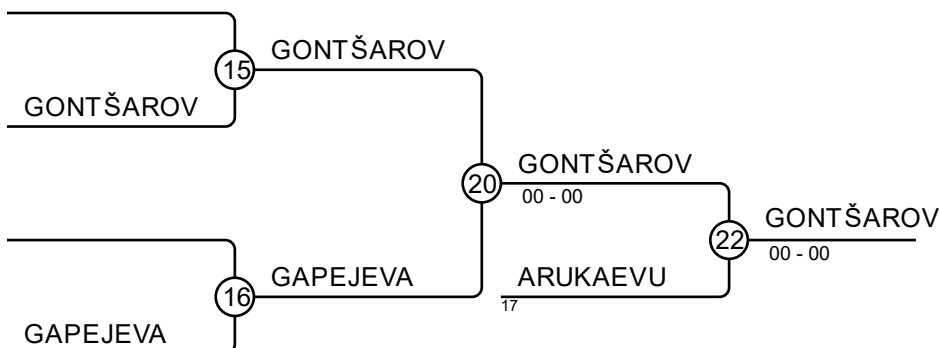 GONTŠAROV
15
GONTŠAROV
GONTŠAROV
20
00 - 00
GONTŠAROV
22
00 - 00
GAPEJEVA
16
ARUKAEVU
17
GAPEJEVA